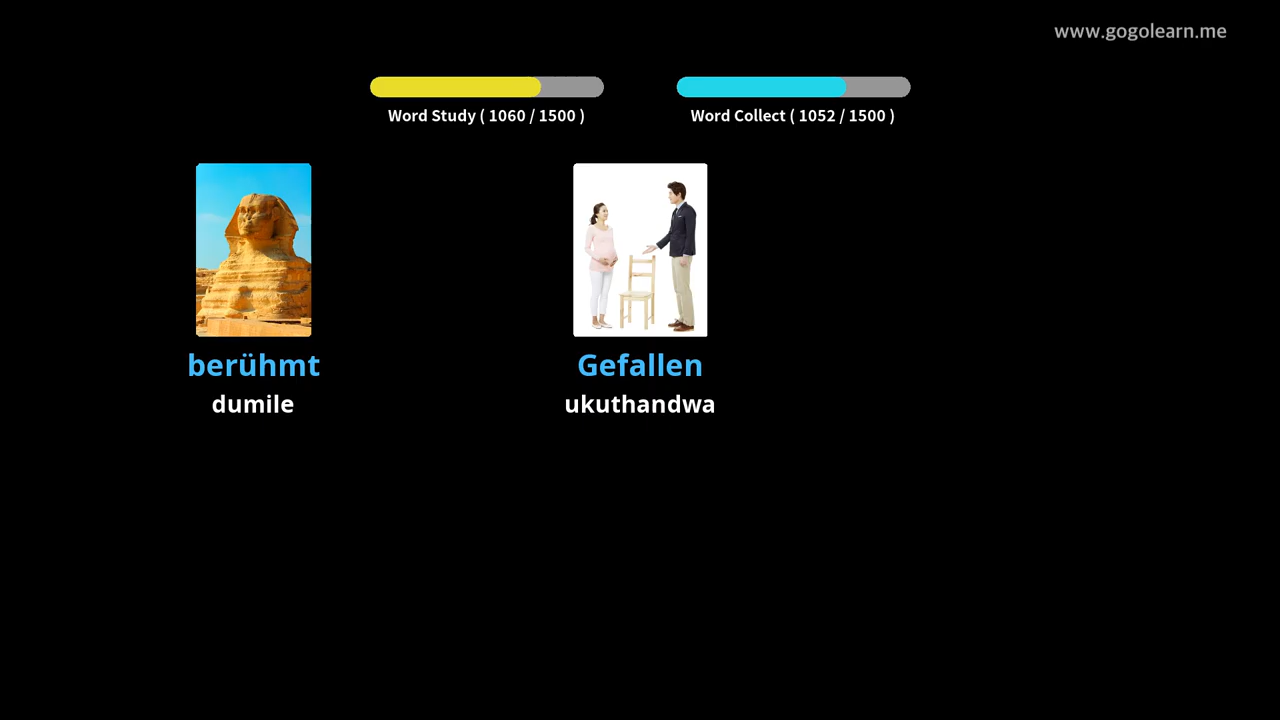 www.gogolearn.me
Word Study ( 1060 / 1500 )
Word Collect ( 1052 / 1500 )
berühmt
dumile
Gefallen
ukuthandwa